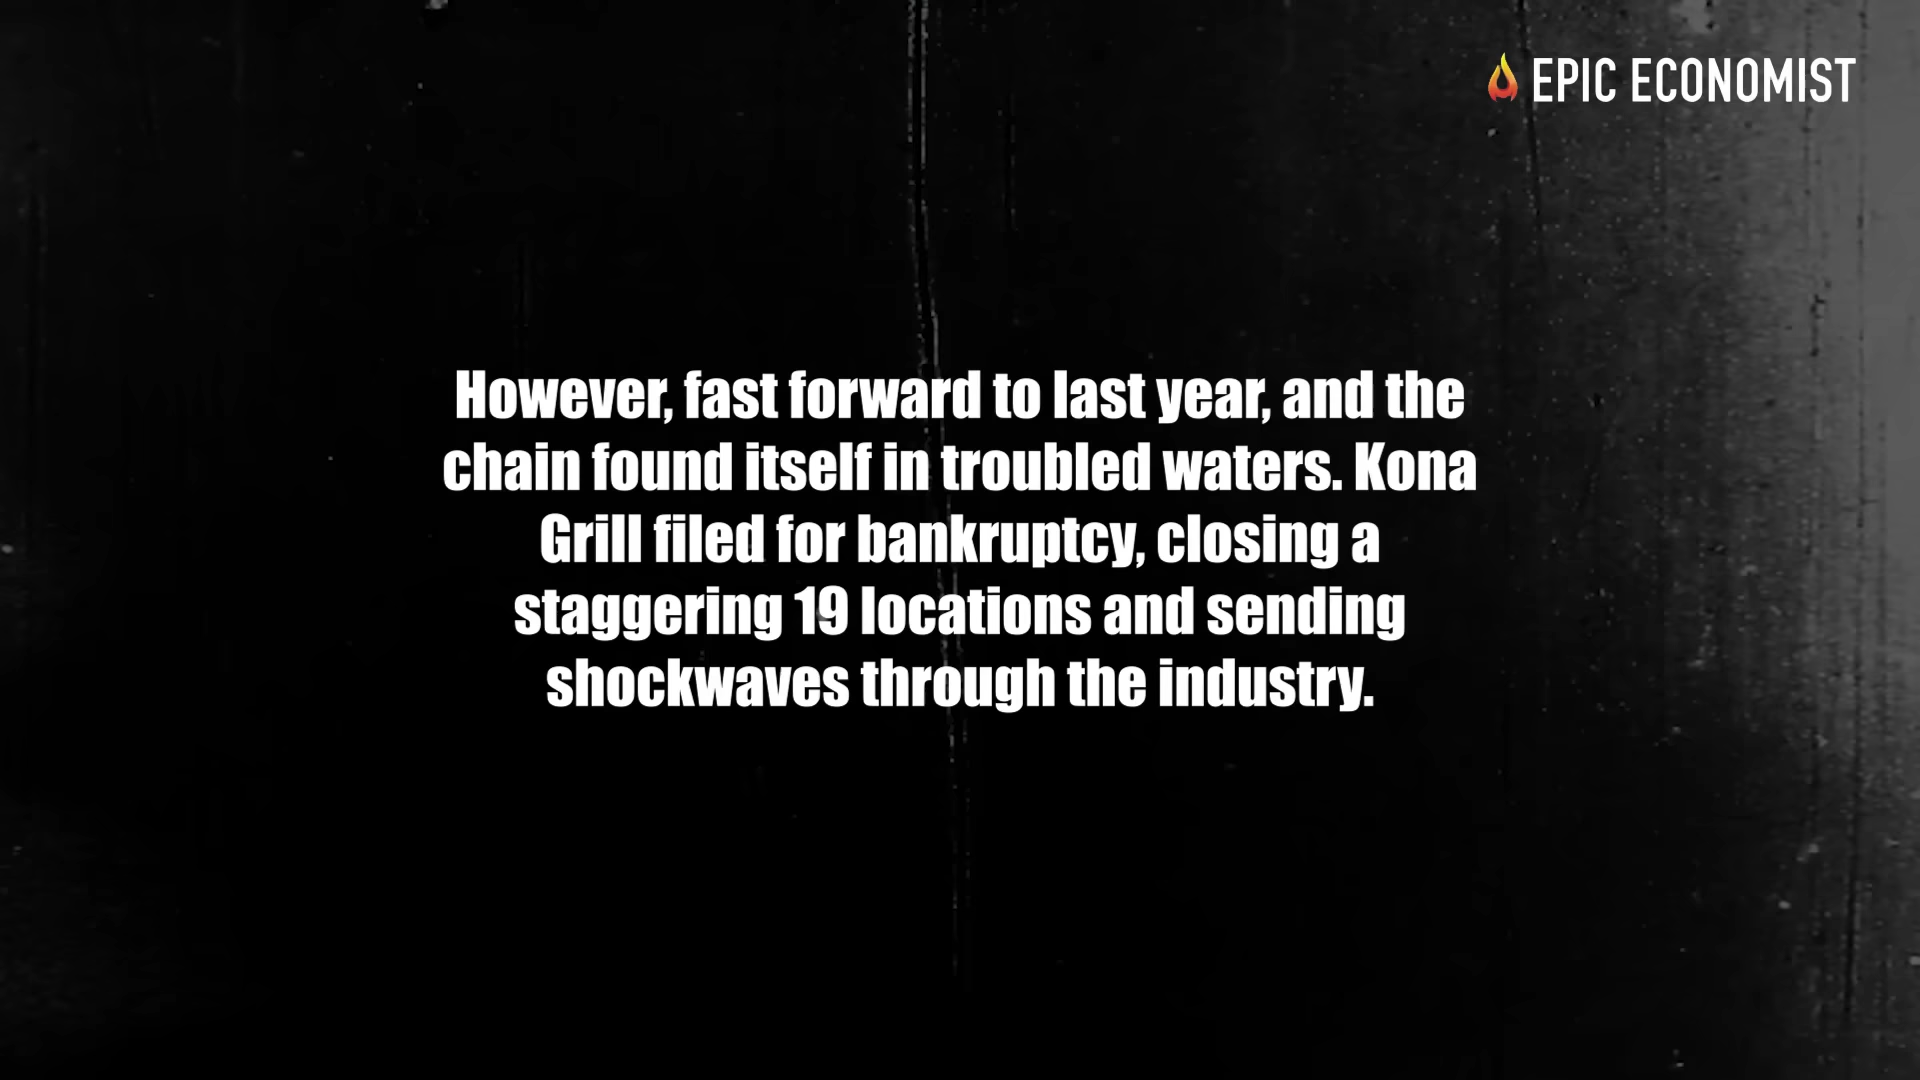 EPIC ECONOMIST
However, fast forward to last year, and the
chain found itself in troubled waters. Kona
Grill filed for bankruptcy, closing a
staggering 19 locations and sending
shockwaves through the industry.